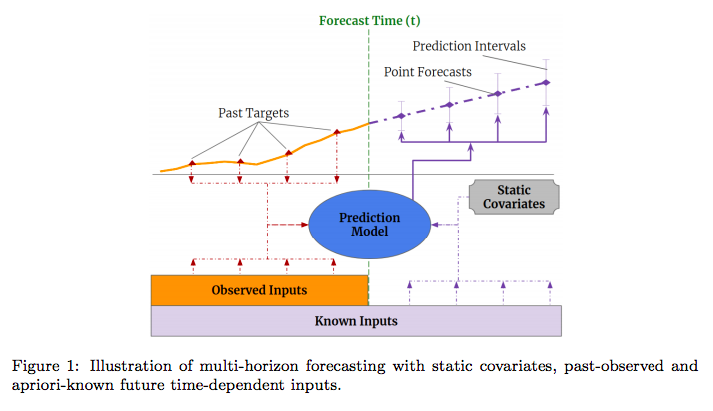 Forecast Time (t)
Prediction Intervals
Point Forecasts
Past Targets
Static
Covariates
Prediction
Model
Observed Inputs
Known Inputs
Figure 1: Illustration of multi-horizon forecasting with static covariates, past-observed and
apriori-known future time-dependent inputs.